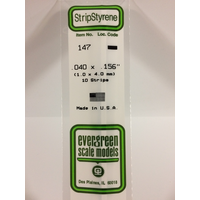 StripStyrene
Item No. Loc. Code
147
.040 x .156"
(1.0 x 4.0 mm)
10 Strips
Made in U.S.A.
evergreen
scale models
Des Plaines, IL 60018